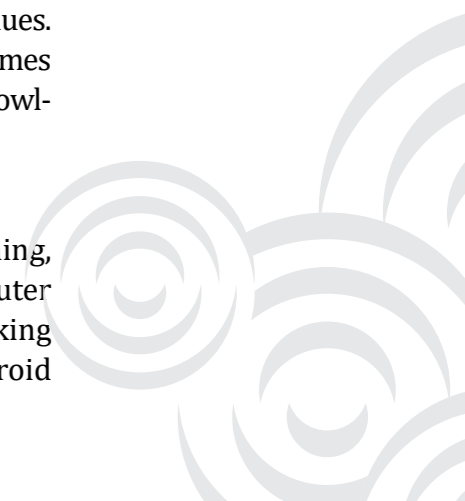 ues.
mes
owl-
ing,
uter
king
roid